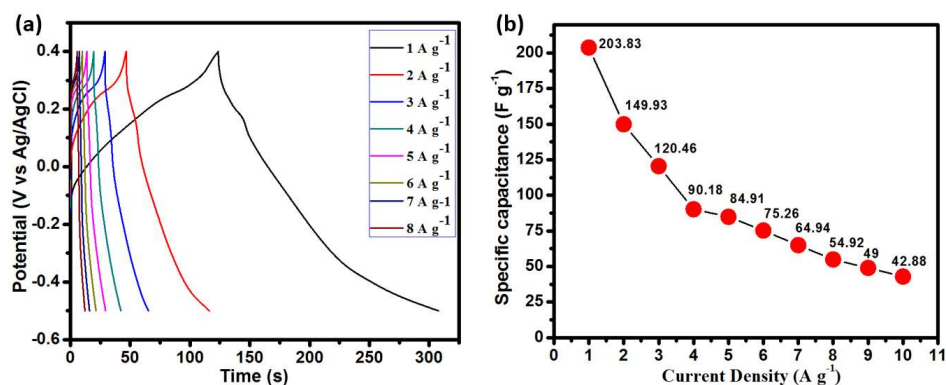 (a)
Potential (V vs Ag/AgCl)
0.4
0.2
0.0
-0.2
-0.4
-0.6
0 50 100 150 200 250 300
Time (s)
1 A g⁻¹
2 A g⁻¹
3 A g⁻¹
4 A g⁻¹
5 A g⁻¹
6 A g⁻¹
7 A g-1
8 A g⁻¹
(b)
Specific capacitance (F g⁻¹)
200
175
150
125
100
75
50
25
0
203.83
149.93
120.46
90.18
84.91
75.26
64.94
54.92
49
42.88
0 1 2 3 4 5 6 7 8 9 10 11
Current Density (A g⁻¹)